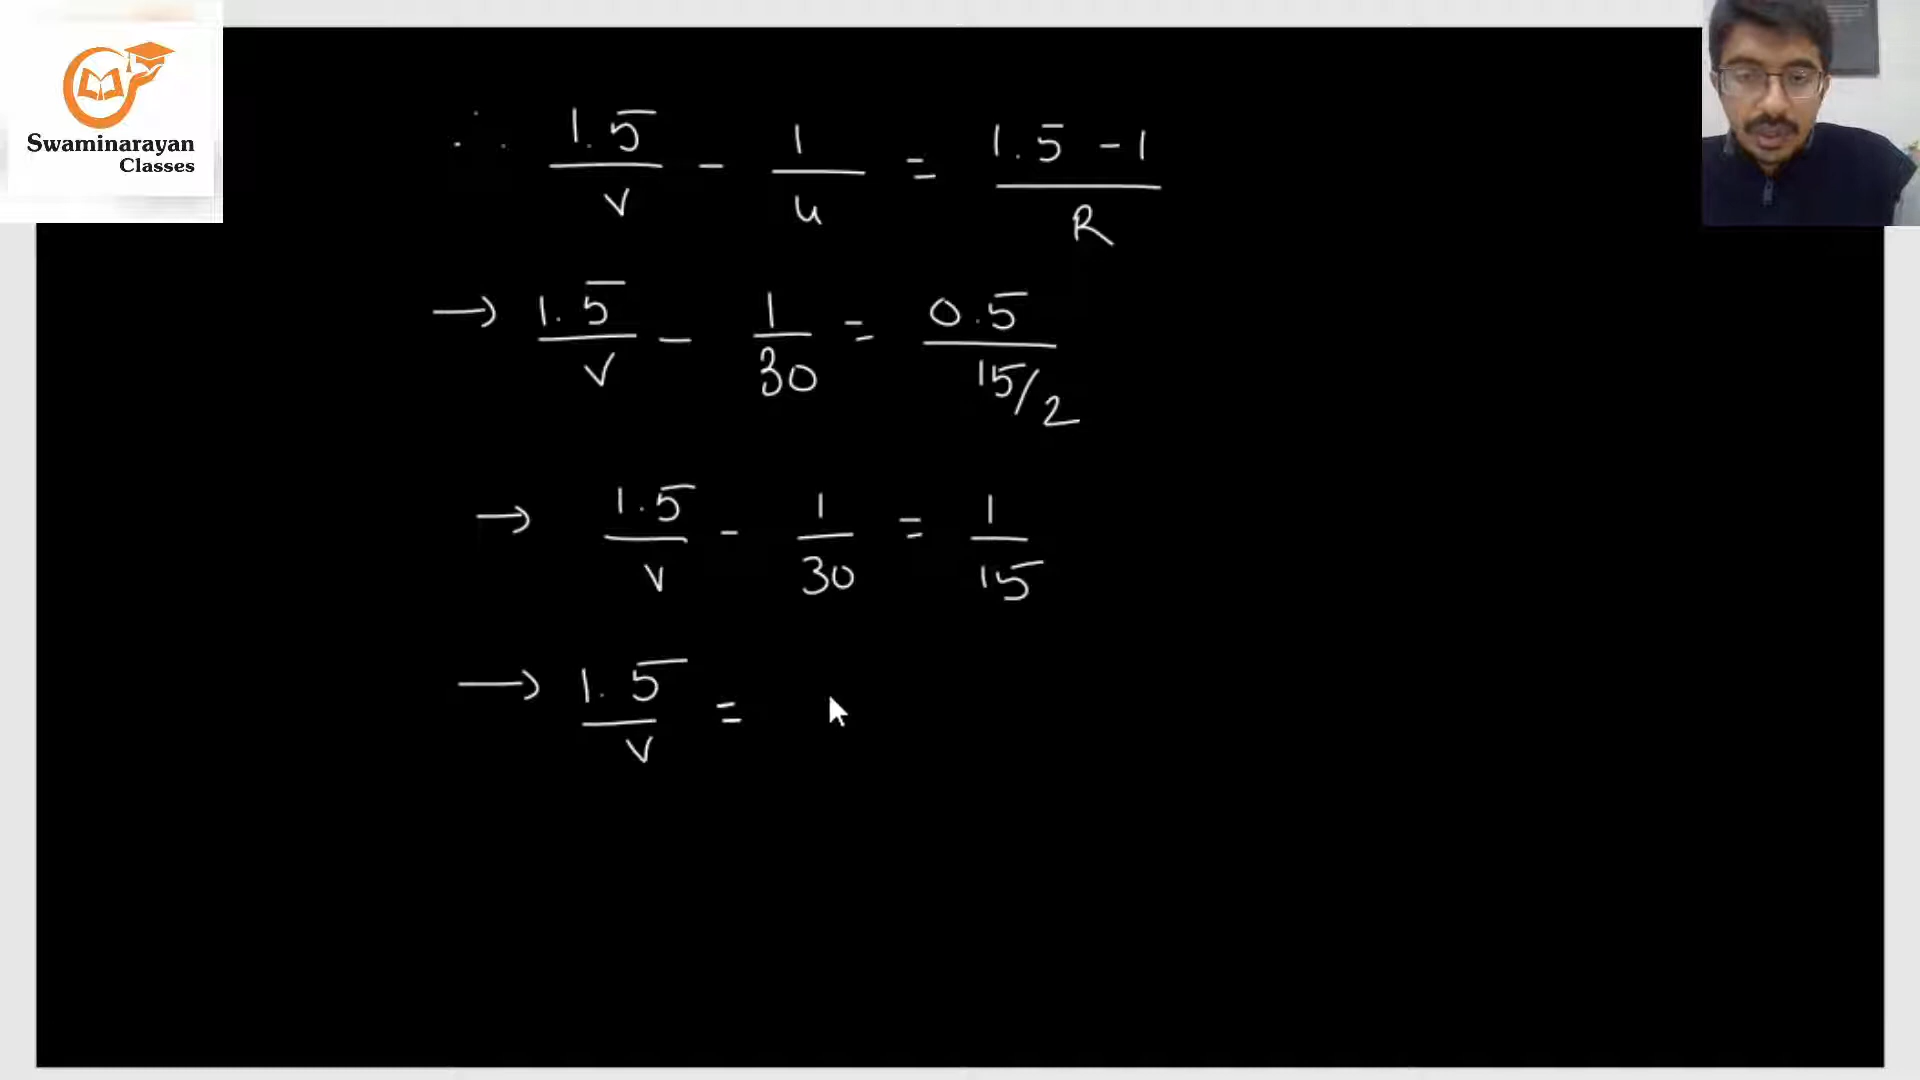 Swaminarayan
Classes
∴ 1.5/v - 1/u = 1.5 - 1/R
→ 1.5/v - 1/30 = 0.5/15/2
→ 1.5/v - 1/30 = 1/15
→ 1.5/v =